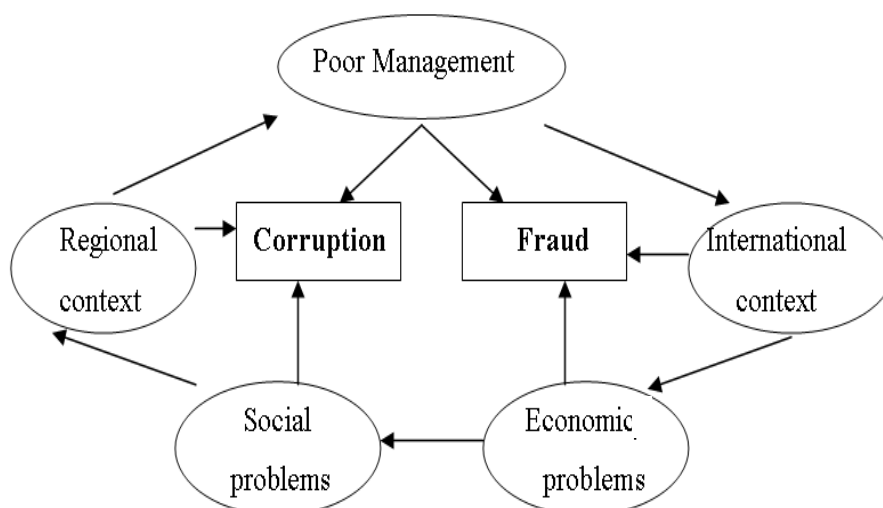 Poor Management
Regional
context
Corruption
Fraud
International
context
Social
problems
Economic
problems